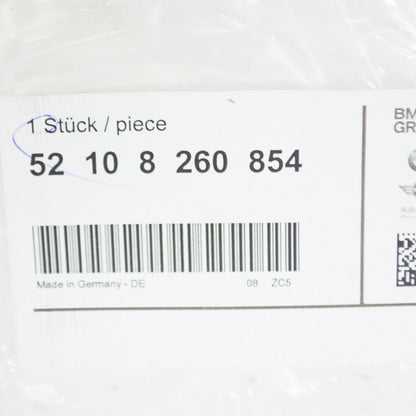 1 Stück / piece
52 10 8 260 854
Made in Germany - DE 08 ZC5
BM
GR